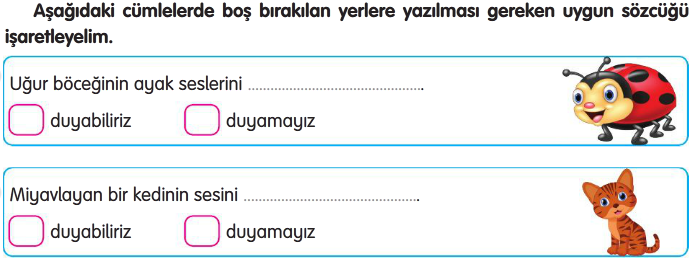 Aşağıdaki cümlelerde boş bırakılan yerlere yazılması gereken uygun sözcüğü
işaretleyelim.
Uğur böceğinin ayak seslerini ............................................
duyabiliriz duyamayız
Miyavlayan bir kedinin sesini ............................................
duyabiliriz duyamayız